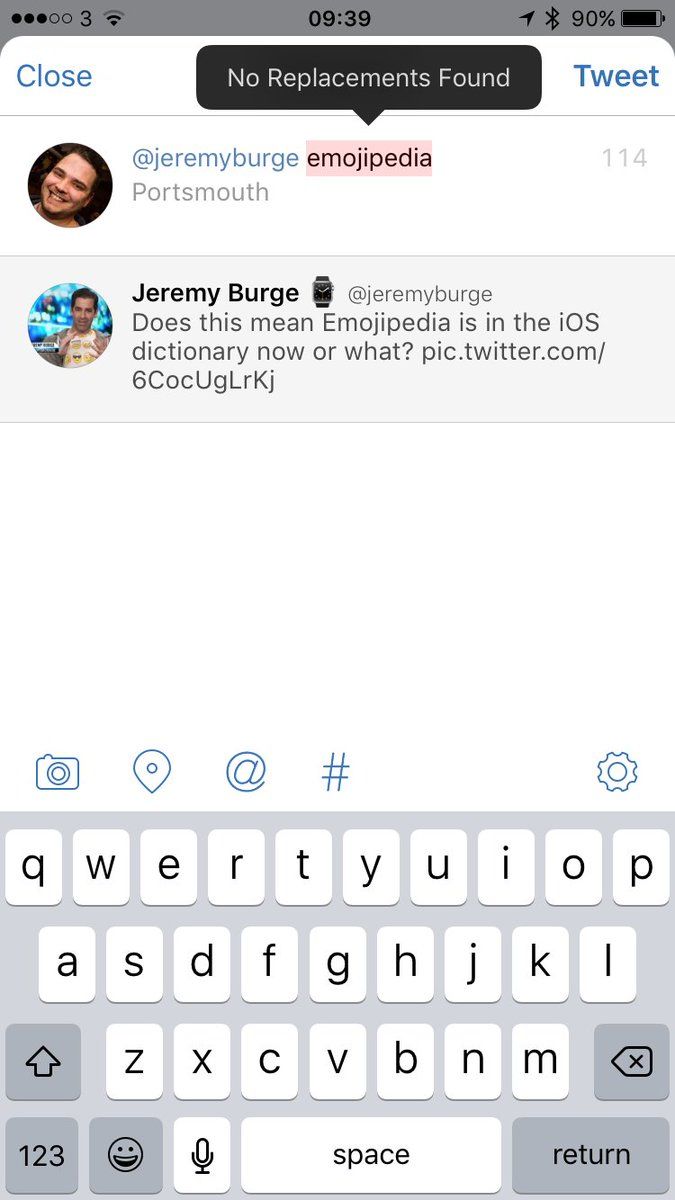 3 09:39 90%
Close No Replacements Found Tweet
@jeremyburge emojipedia 114
Portsmouth
Jeremy Burge @jeremyburge
Does this mean Emojipedia is in the iOS
dictionary now or what? pic.twitter.com/
6CocUgLrKj
@ #
q w e r t y u i o p
a s d f g h j k l
z x c v b n m
123 space return